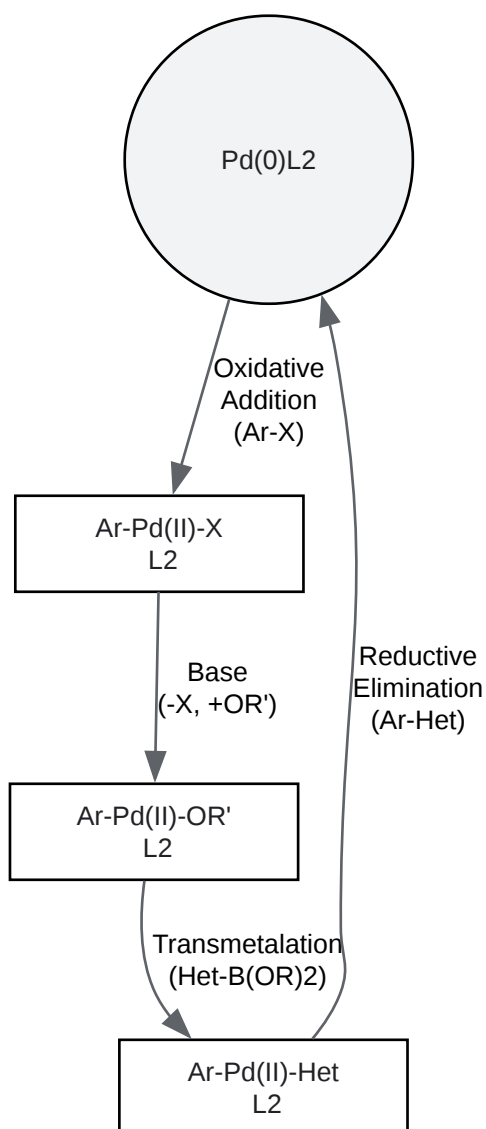 Pd(0)L2
Oxidative
Addition
(Ar-X)
Ar-Pd(II)-X
L2
Base
(-X, +OR')
Reductive
Elimination
(Ar-Het)
Ar-Pd(II)-OR'
L2
Transmetalation
(Het-B(OR)2)
Ar-Pd(II)-Het
L2